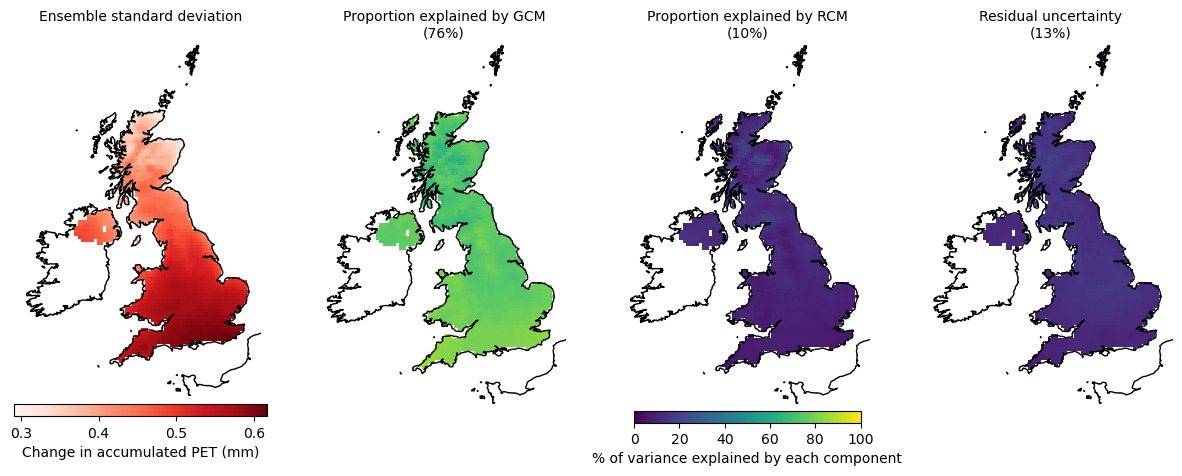 Ensemble standard deviation
Proportion explained by GCM
(76%)
Proportion explained by RCM
(10%)
Residual uncertainty
(13%)
0.3 0.4 0.5 0.6
Change in accumulated PET (mm)
0 20 40 60 80 100
% of variance explained by each component